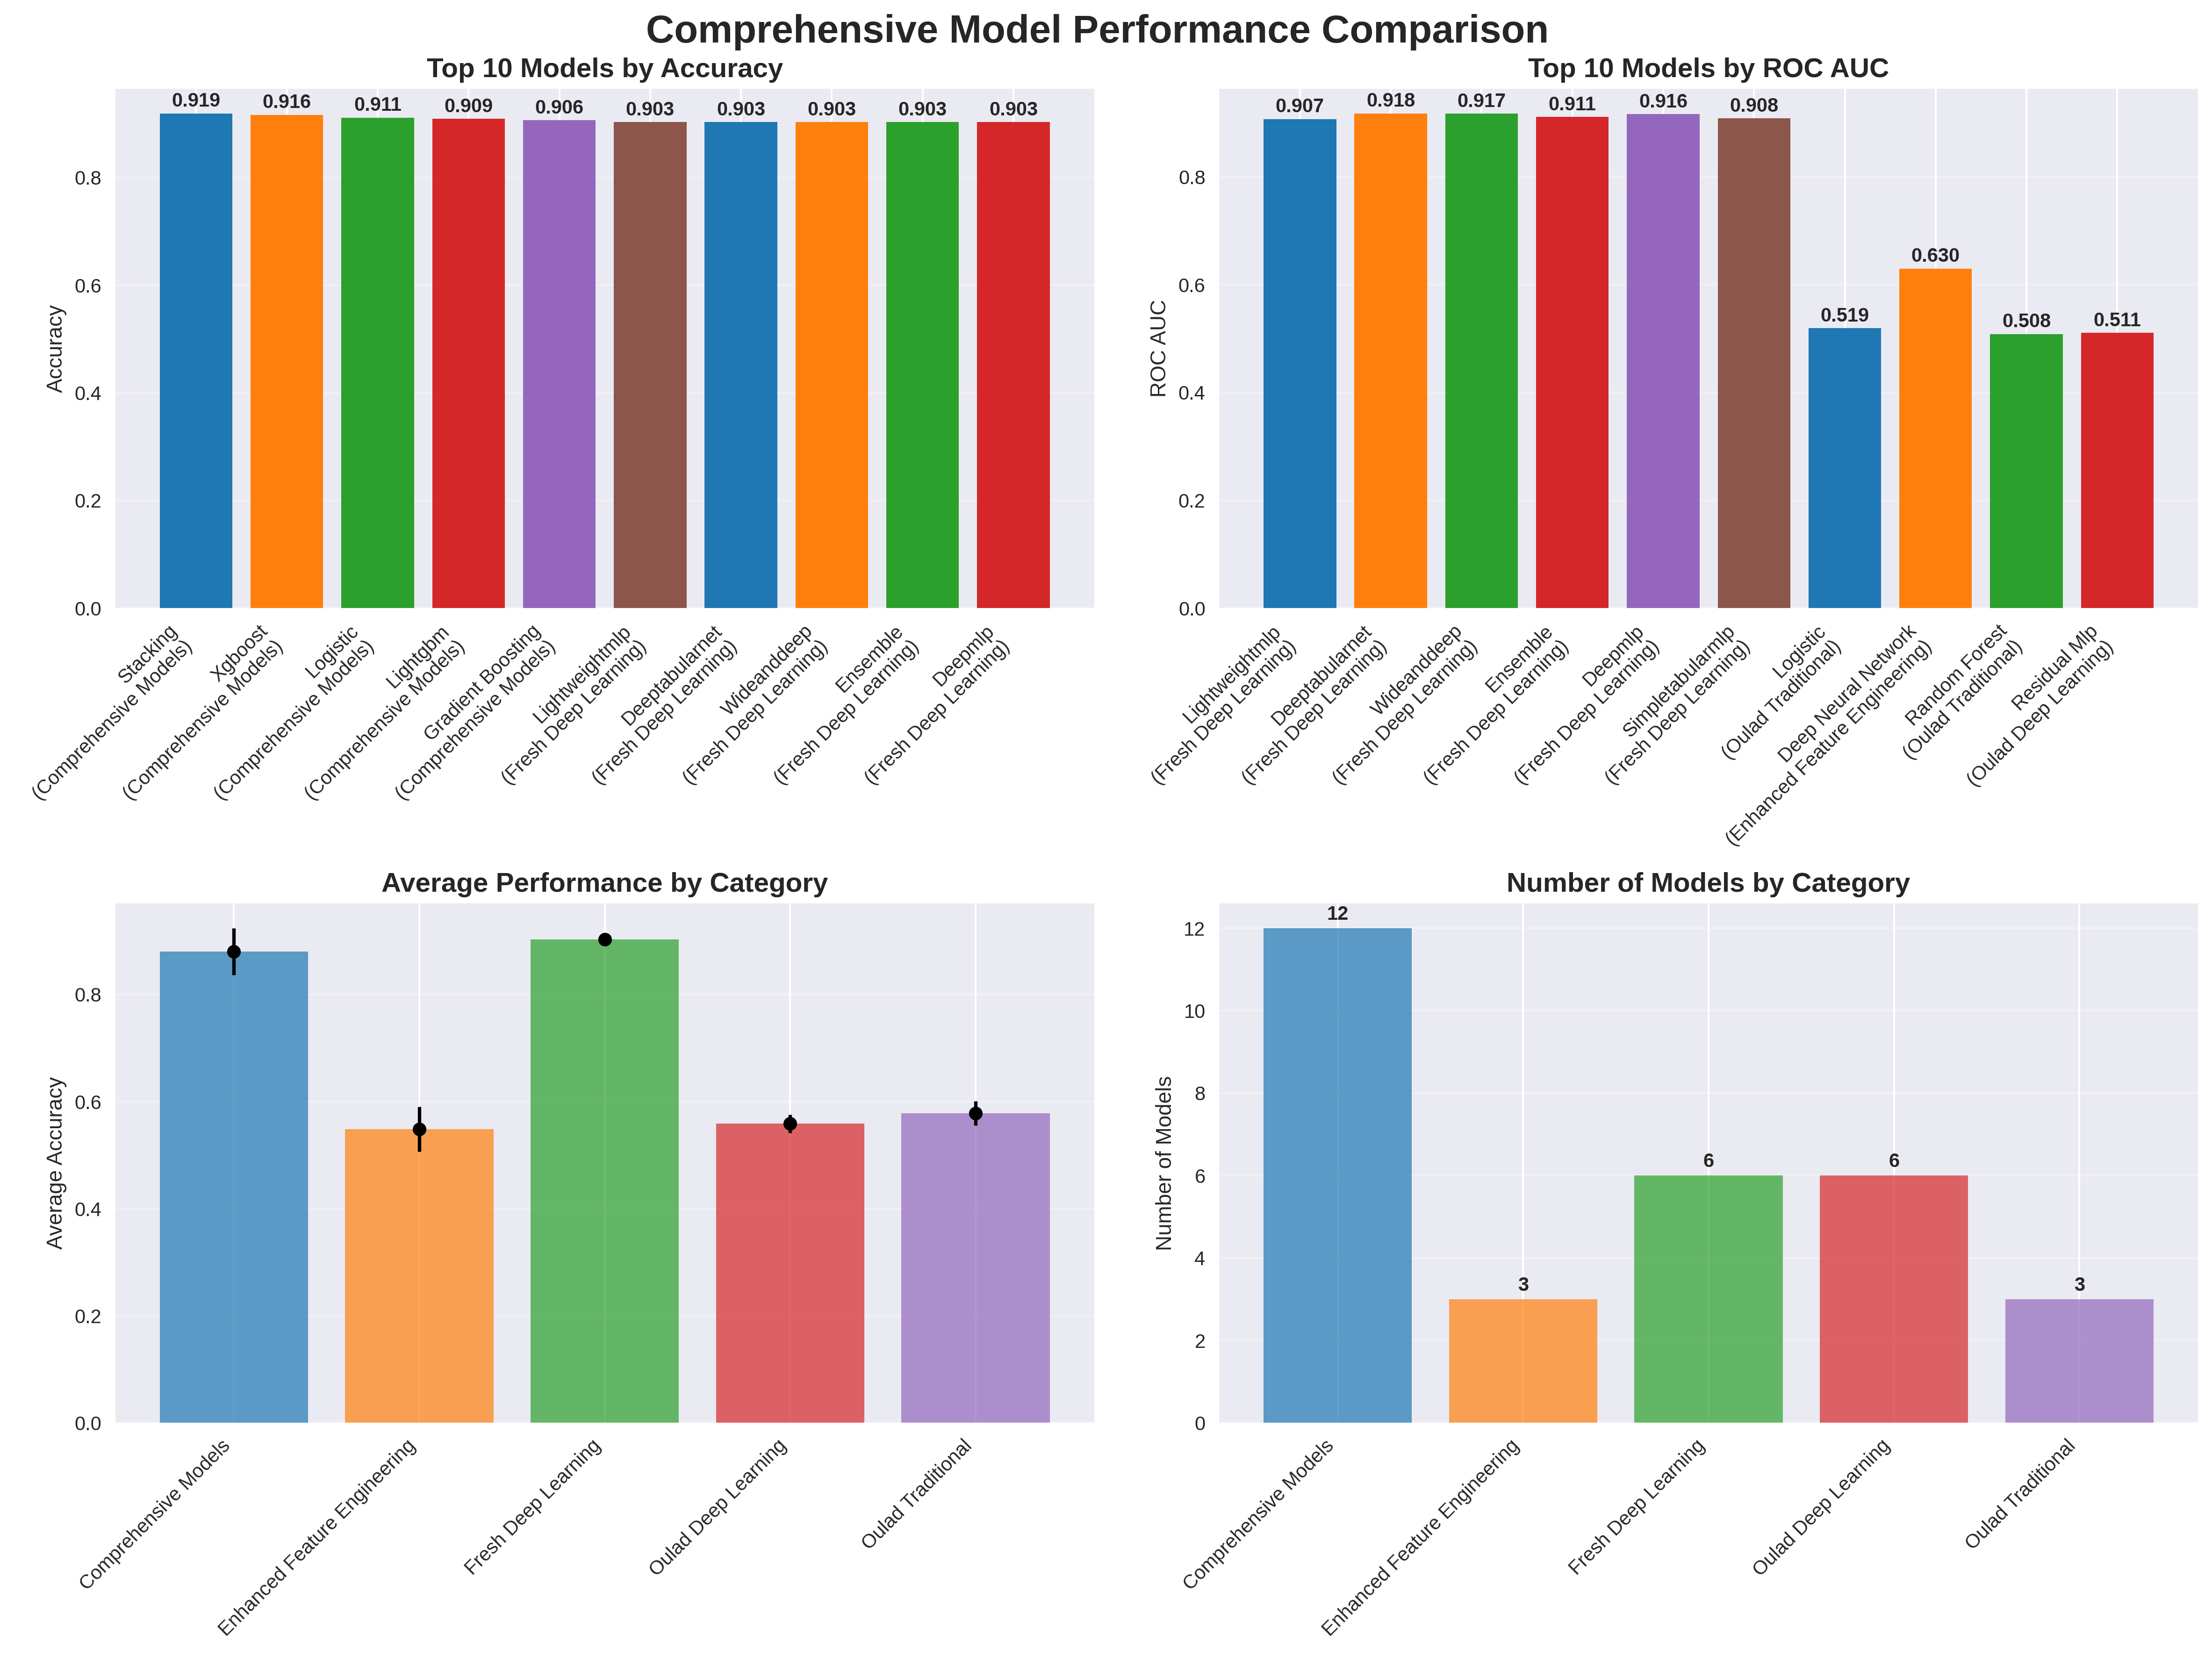 Comprehensive Model Performance Comparison
Top 10 Models by Accuracy
0.919 0.916 0.911 0.909 0.906 0.903 0.903 0.903 0.903 0.903
Accuracy
0.8
0.6
0.4
0.2
0.0
Stacking
(Comprehensive Models)
Xgboost
(Comprehensive Models)
Logistic
(Comprehensive Models)
Lightgbm
(Comprehensive Models)
Gradient Boosting
(Comprehensive Models)
Lightweightmlp
(Fresh Deep Learning)
Deeptabularnet
(Fresh Deep Learning)
Wideanddeep
(Fresh Deep Learning)
Ensemble
(Fresh Deep Learning)
Deepmlp
(Fresh Deep Learning)
Top 10 Models by ROC AUC
0.907 0.918 0.917 0.911 0.916 0.908 0.519 0.630 0.508 0.511
ROC AUC
0.8
0.6
0.4
0.2
0.0
Lightweightmlp
(Fresh Deep Learning)
Deeptabularnet
(Fresh Deep Learning)
Wideanddeep
(Fresh Deep Learning)
Ensemble
(Fresh Deep Learning)
Deepmlp
(Fresh Deep Learning)
Simpletabularmlp
(Fresh Deep Learning)
Logistic
(Oulad Traditional)
Deep Neural Network
(Enhanced Feature Engineering)
Random Forest
(Oulad Traditional)
Residual Mlp
(Oulad Deep Learning)
Average Performance by Category
Average Accuracy
0.8
0.6
0.4
0.2
0.0
Comprehensive Models
Enhanced Feature Engineering
Fresh Deep Learning
Oulad Deep Learning
Oulad Traditional
Number of Models by Category
12 3 6 6 3
Number of Models
12
10
8
6
4
2
0
Comprehensive Models
Enhanced Feature Engineering
Fresh Deep Learning
Oulad Deep Learning
Oulad Traditional